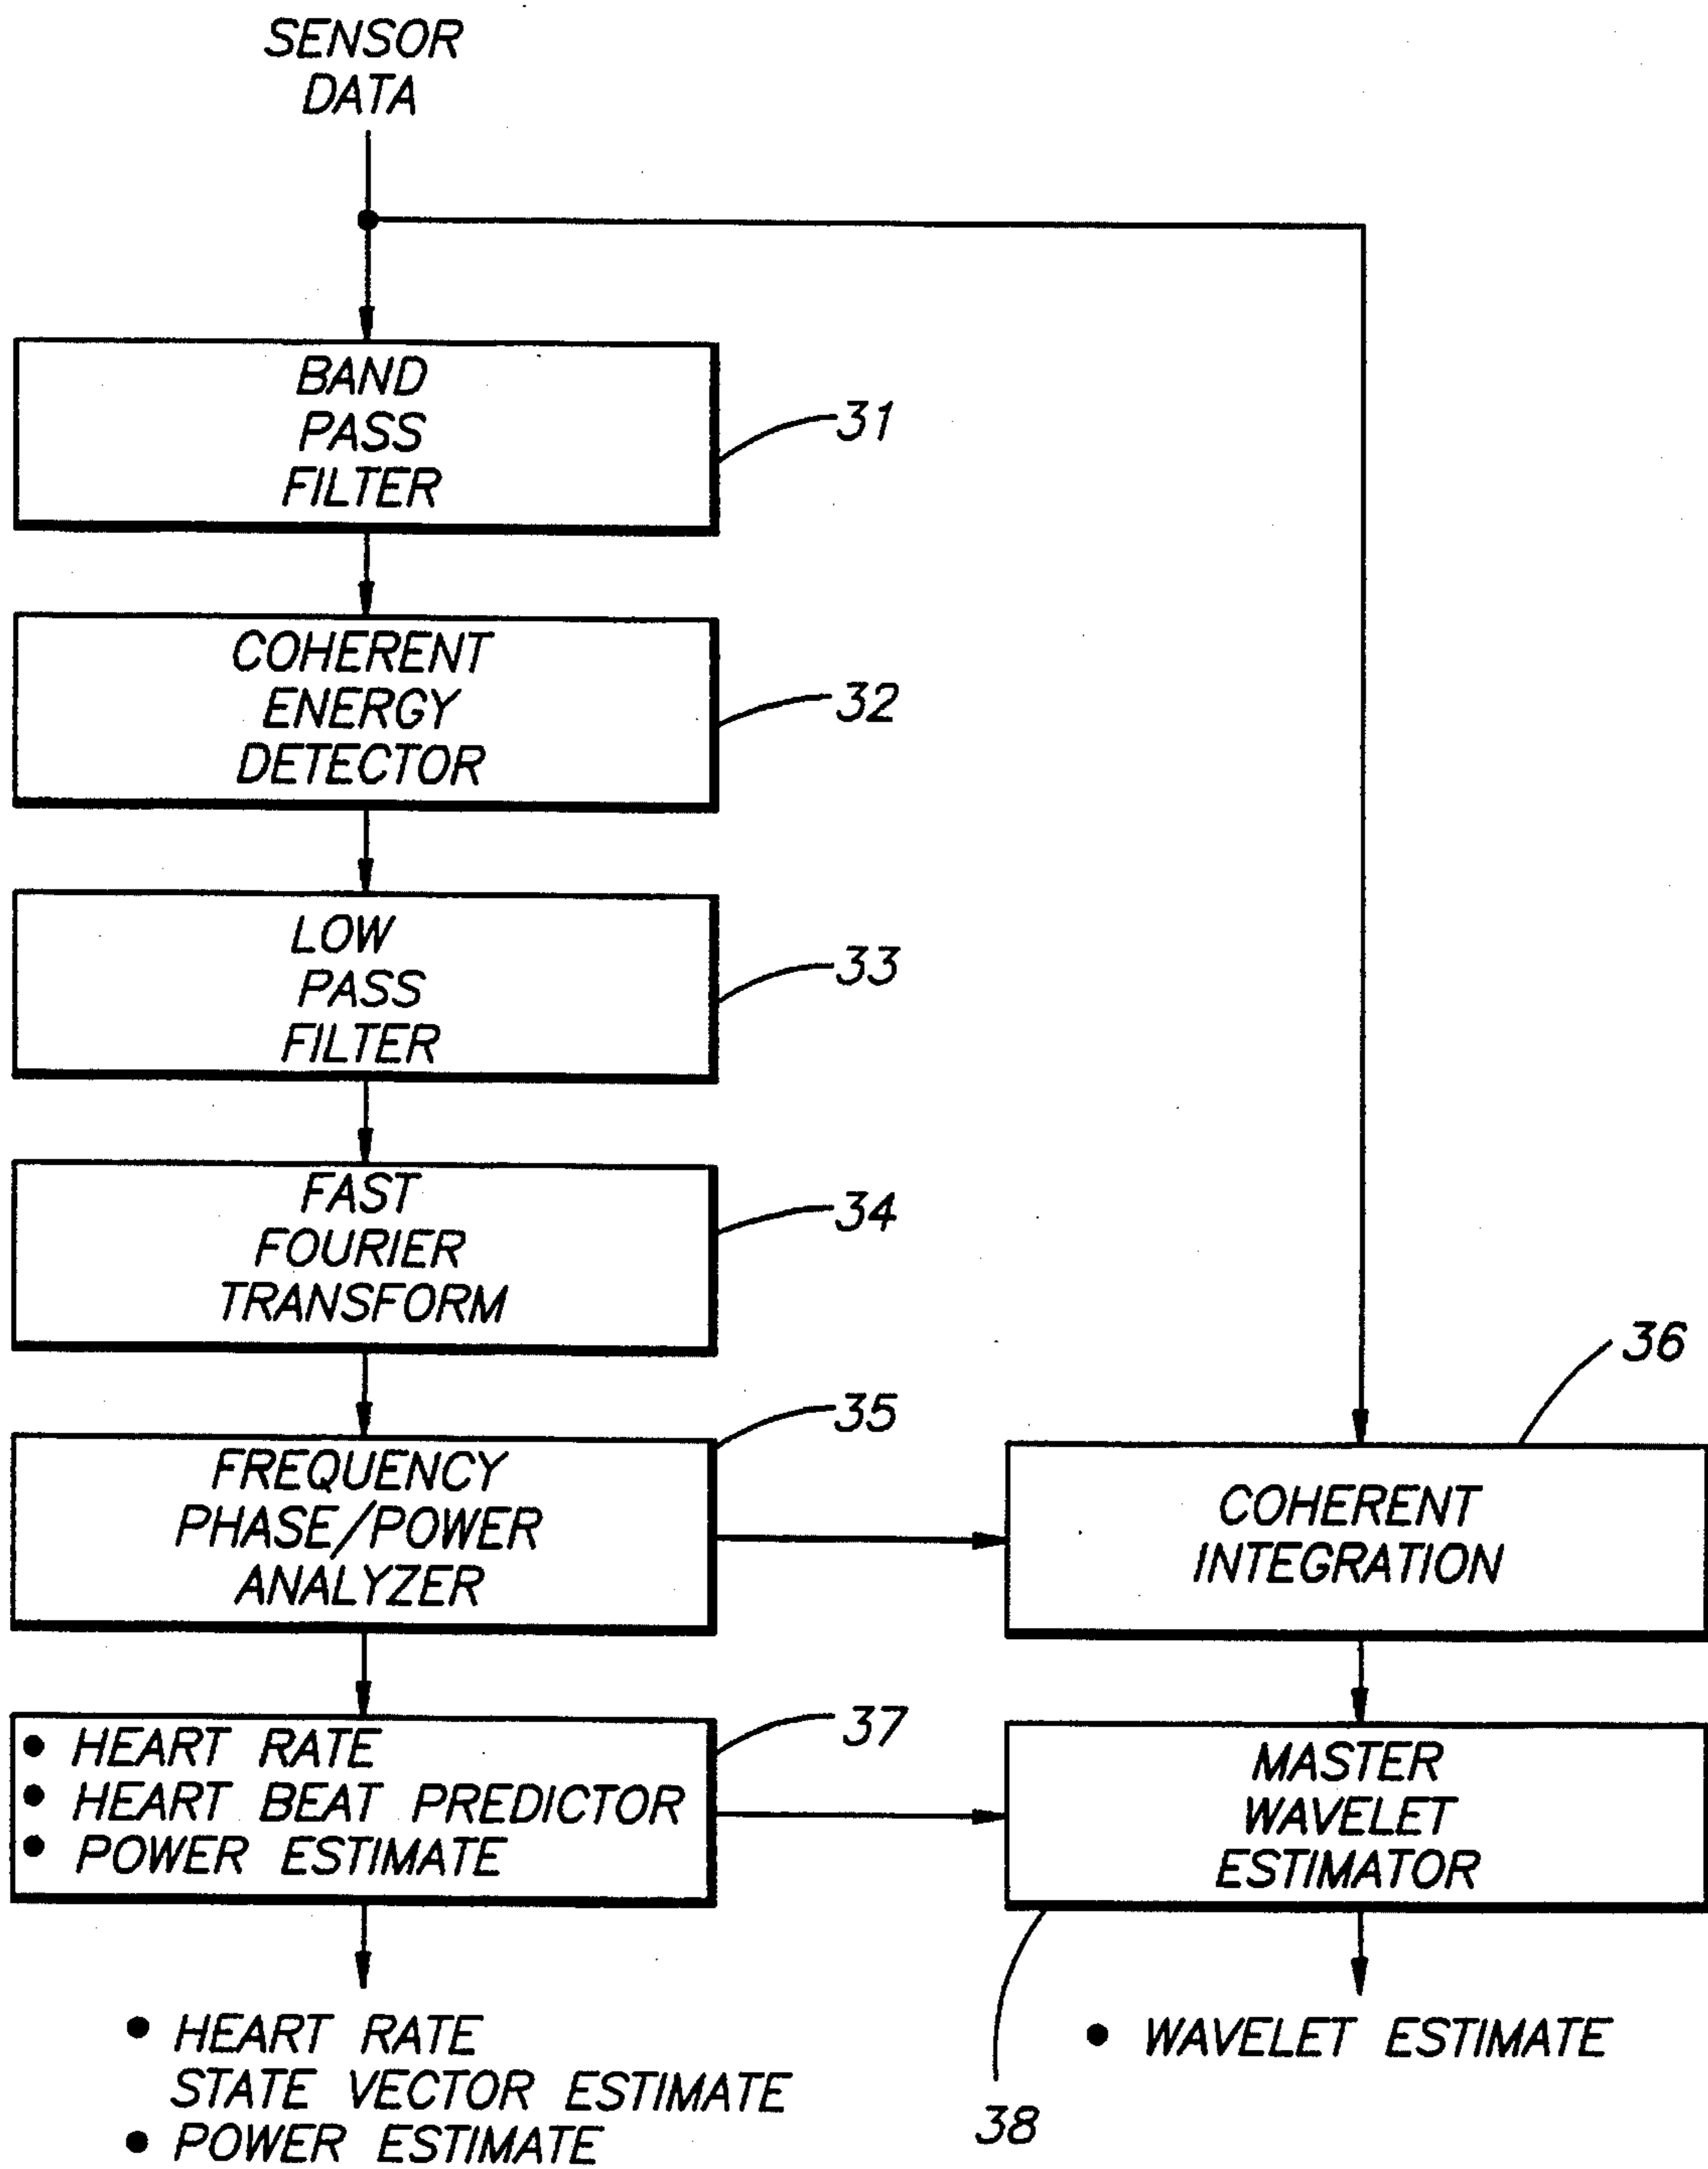 SENSOR
DATA
BAND
PASS
FILTER
31
COHERENT
ENERGY
DETECTOR
32
LOW
PASS
FILTER
33
FAST
FOURIER
TRANSFORM
34
FREQUENCY
PHASE/POWER
ANALYZER
35
COHERENT
INTEGRATION
36
• HEART RATE
• HEART BEAT PREDICTOR
• POWER ESTIMATE
37
MASTER
WAVELET
ESTIMATOR
38
• HEART RATE
STATE VECTOR ESTIMATE
• POWER ESTIMATE
• WAVELET ESTIMATE